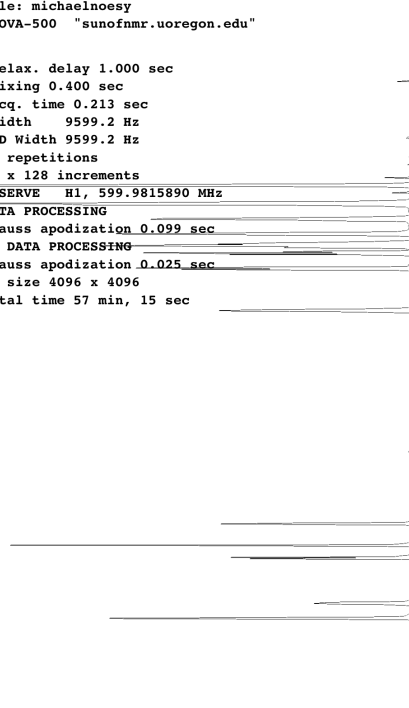 le: michaelnoesy
OVA-500 "sunofnmr.uoregon.edu"
elax. delay 1.000 sec
ixing 0.400 sec
cq. time 0.213 sec
idth 9599.2 Hz
D Width 9599.2 Hz
repetitions
x 128 increments
SERVE H1, 599.9815890 MHz
TA PROCESSING
auss apodization 0.099 sec
DATA PROCESSING
auss apodization 0.025 sec
size 4096 x 4096
tal time 57 min, 15 sec